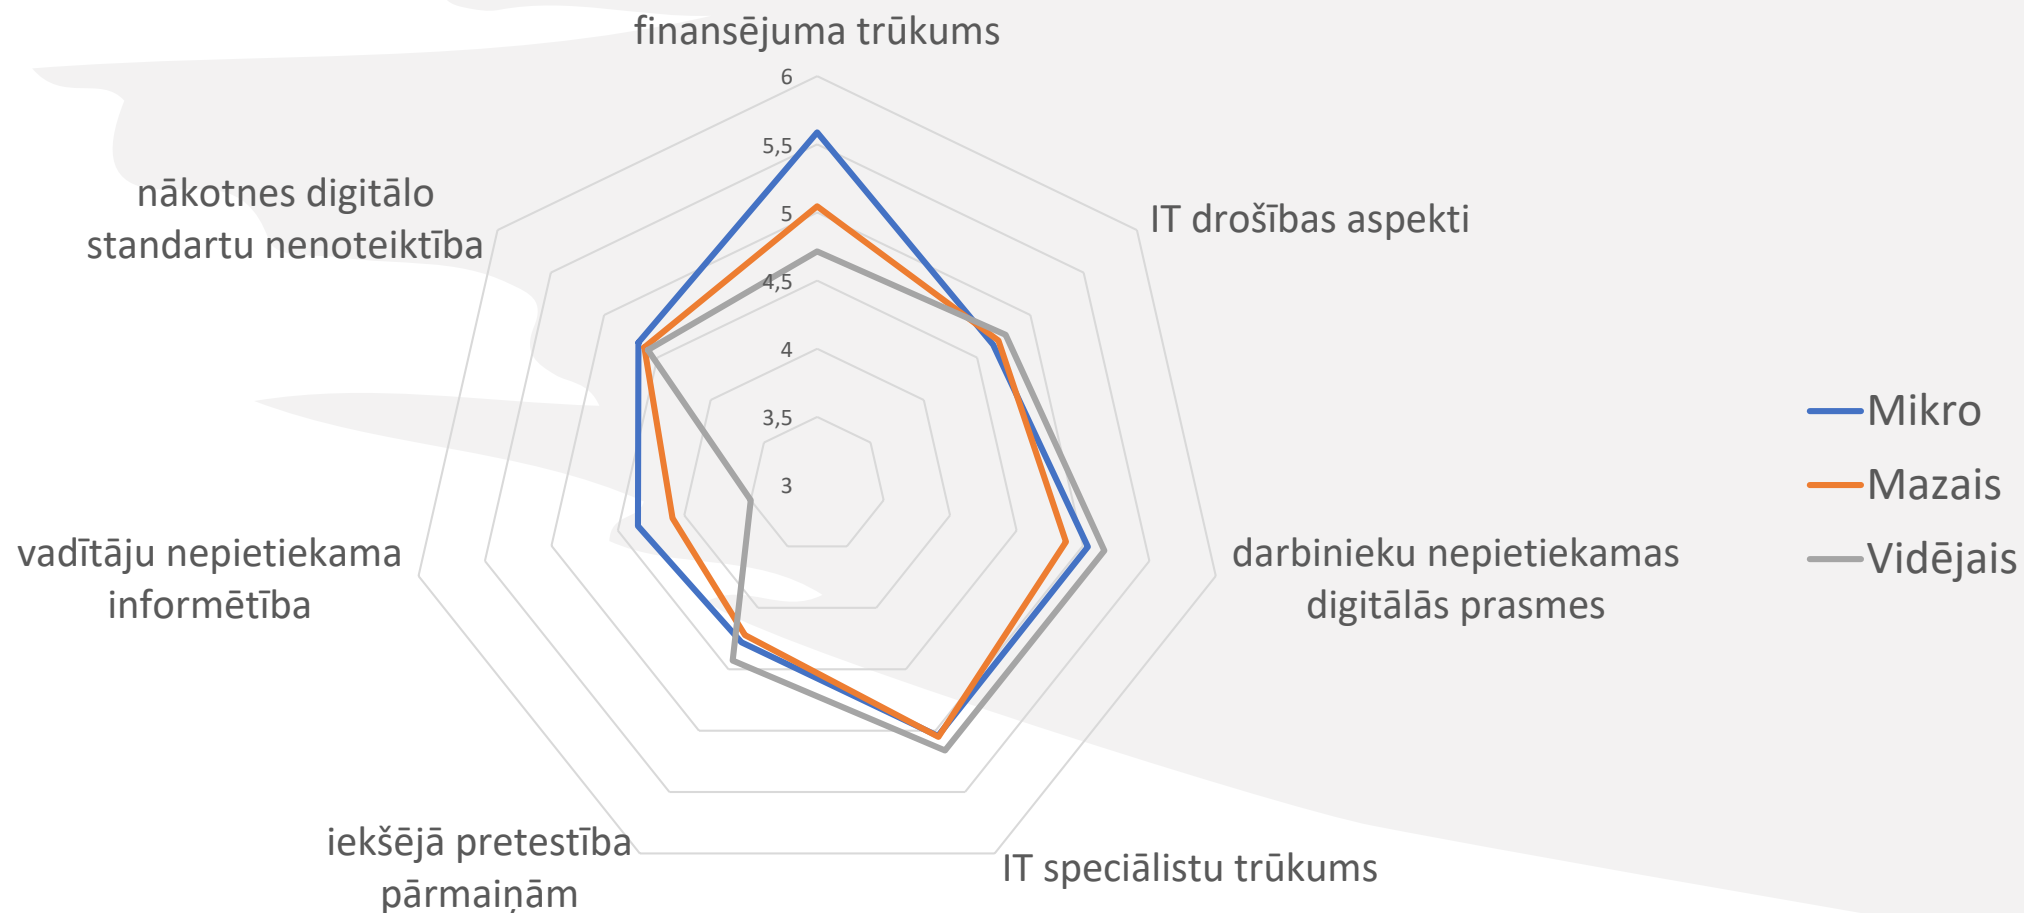 finansējuma trūkums
6
5,5
5
4,5
4
3,5
3
IT drošības aspekti
darbinieku nepietiekamas
digitālās prasmes
IT speciālistu trūkums
iekšējā pretestība
pārmaiņām
vadītāju nepietiekama
informētība
nākotnes digitālo
standartu nenoteiktība
Mikro
Mazais
Vidējais